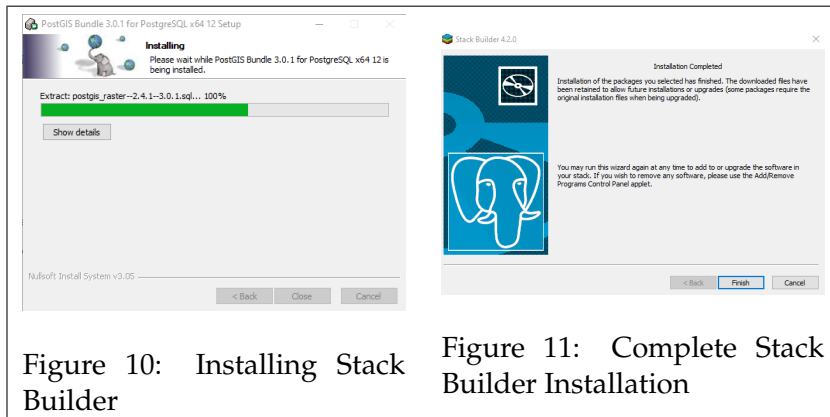 PostGIS Bundle 3.0.1 for PostgreSQL x64 12 Setup
Installing
Please wait while PostGIS Bundle 3.0.1 for PostgreSQL x64 12 is
being installed.
Extract: postgis_raster--2.4.1--3.0.1.sql... 100%
Show details
Nullsoft Install System v3.05
< Back Close Cancel
Figure 10: Installing Stack
Builder
Stack Builder 4.2.0
Installation Completed
Installation of the packages you selected has finished. The downloaded files have
been retained to allow future installations or upgrades (some packages require the
original installation files when being upgraded).
You may run this wizard again at any time to add to or upgrade the software in
your stack. If you wish to remove any software, please use the Add/Remove
Programs Control Panel applet.
< Back Finish Cancel
Figure 11: Complete Stack
Builder Installation